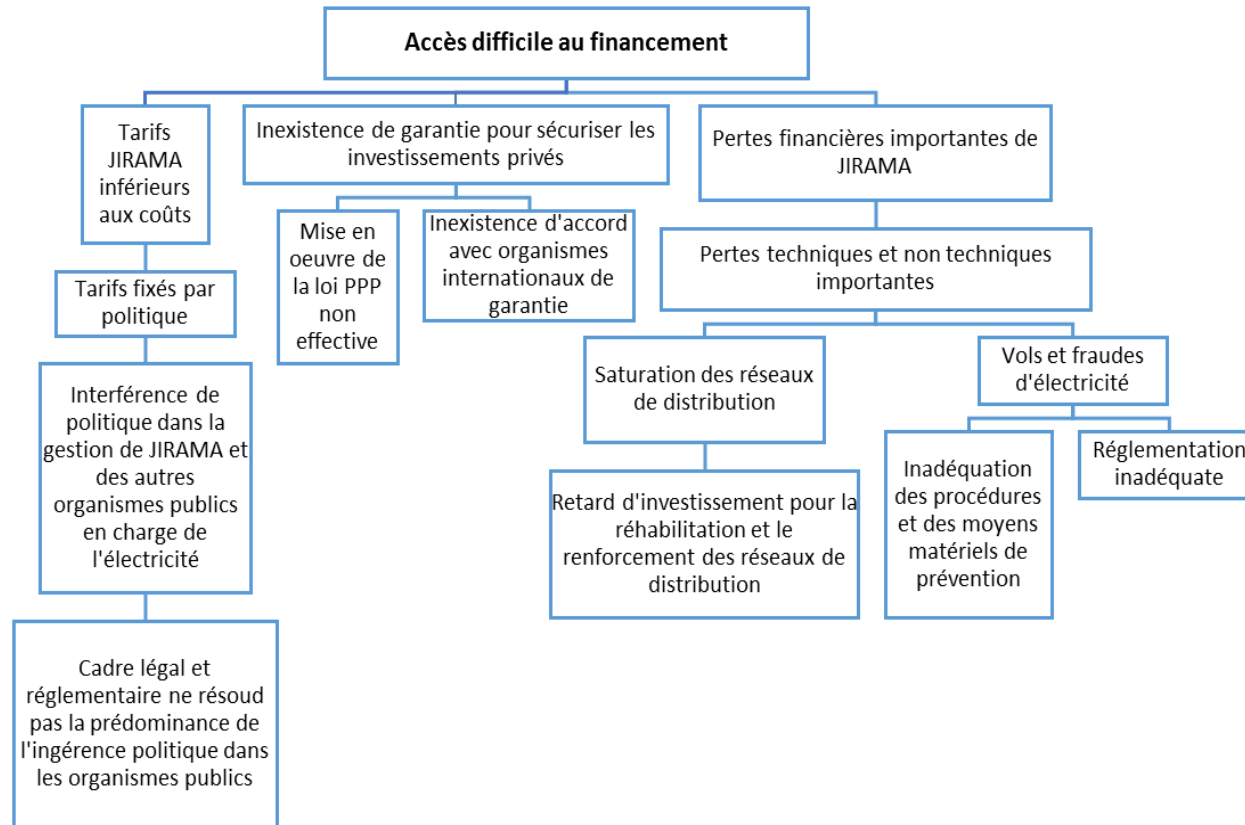 Accès difficile au financement
Tarifs
JIRAMA
inférieurs
aux coûts
Inexistence de garantie pour sécuriser les
investissements privés
Pertes financières importantes de
JIRAMA
Mise en
oeuvre de
la loi PPP
non
effective
Inexistence d'accord
avec organismes
internationaux de
garantie
Pertes techniques et non techniques
importantes
Tarifs fixés par
politique
Saturation des réseaux
de distribution
Vols et fraudes
d'électricité
Interférence de
politique dans la
gestion de JIRAMA et
des autres
organismes publics
en charge de
l'électricité
Retard d'investissement pour la
réhabilitation et le
renforcement des réseaux de
distribution
Inadéquation
des procédures
et des moyens
matériels de
prévention
Réglementation
inadéquate
Cadre légal et
réglementaire ne résoud
pas la prédominance de
l'ingérence politique dans
les organismes publics